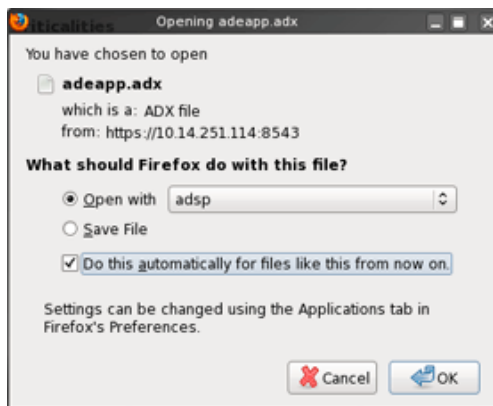 iticalities
Opening adeapp.adx
You have chosen to open
adeapp.adx
which is a: ADX file
from: https://10.14.251.114:8543
What should Firefox do with this file?
Open with adsp
Save File
Do this automatically for files like this from now on.
Settings can be changed using the Applications tab in
Firefox's Preferences.
Cancel OK